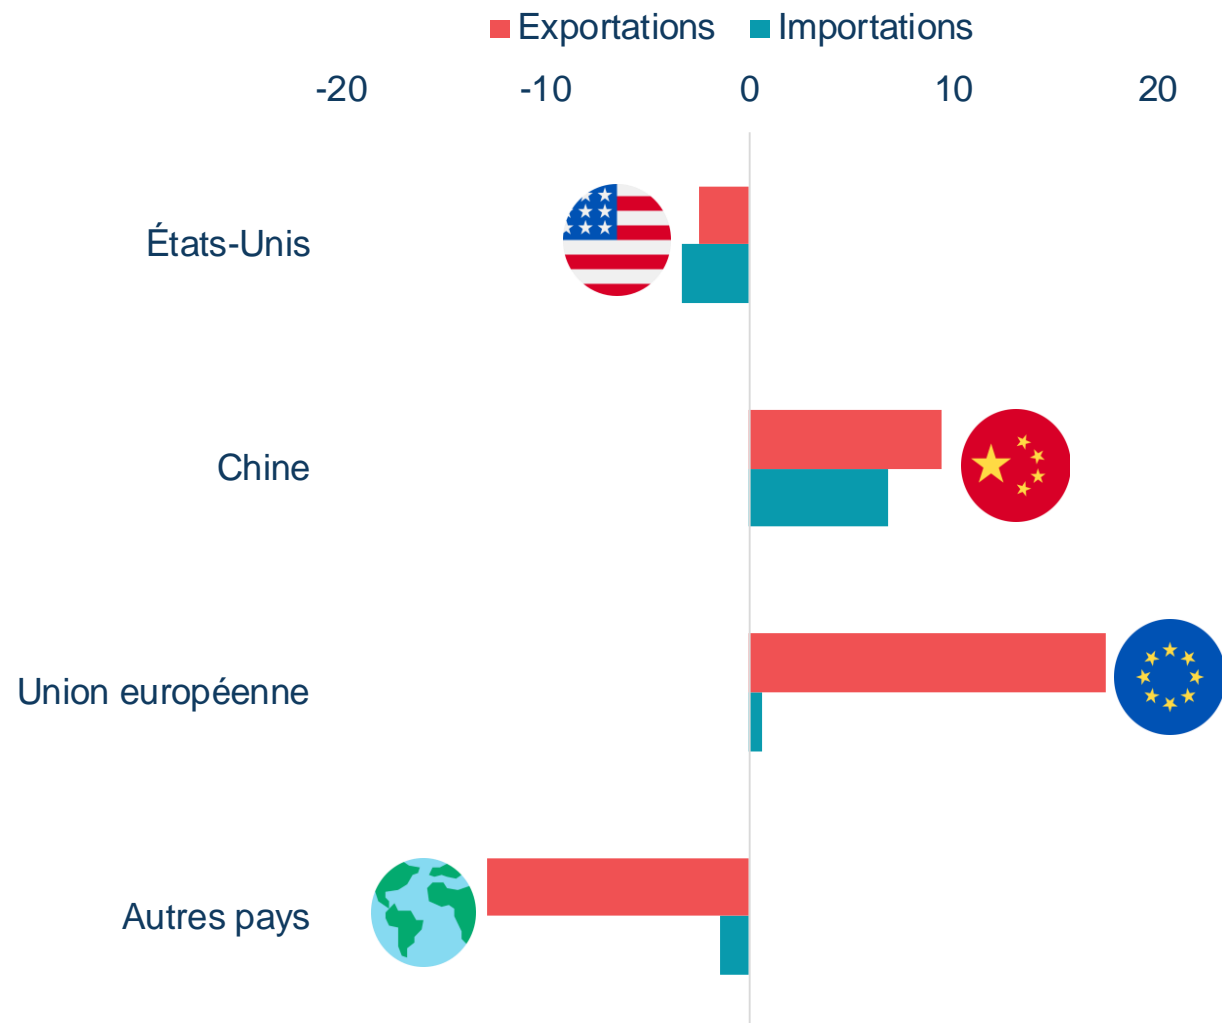 Exportations Importations
-20 -10 0 10 20
États-Unis
Chine
Union européenne
Autres pays